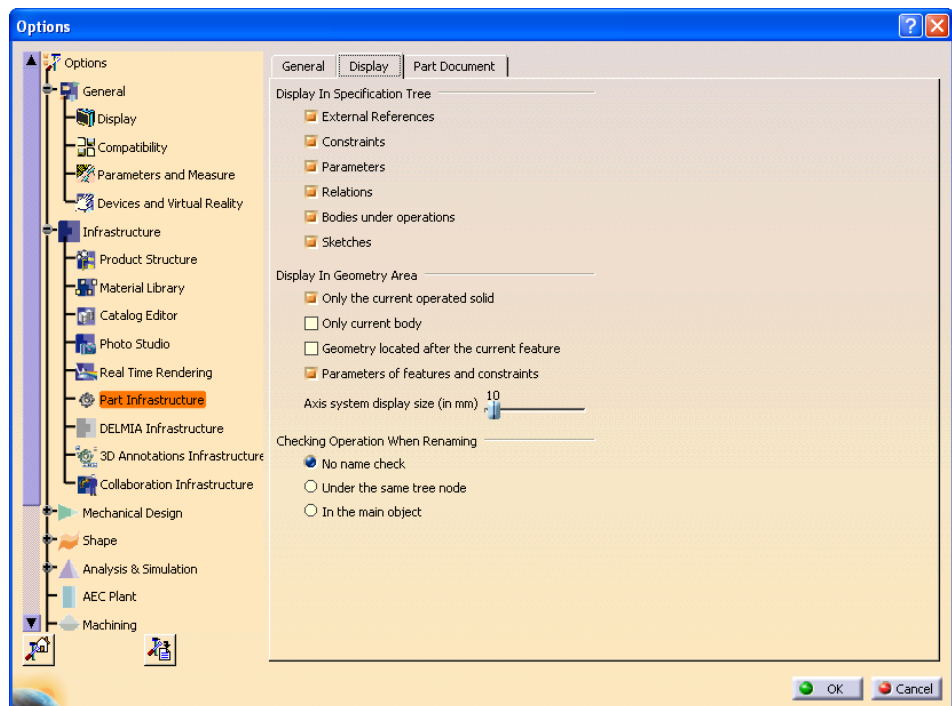 Options
Options
General
Display
Compatibility
Parameters and Measure
Devices and Virtual Reality
Infrastructure
Product Structure
Material Library
Catalog Editor
Photo Studio
Real Time Rendering
Part Infrastructure
DELMIA Infrastructure
3D Annotations Infrastructure
Collaboration Infrastructure
Mechanical Design
Shape
Analysis & Simulation
AEC Plant
Machining
General Display Part Document
Display In Specification Tree
External References
Constraints
Parameters
Relations
Bodies under operations
Sketches
Display In Geometry Area
Only the current operated solid
Only current body
Geometry located after the current feature
Parameters of features and constraints
10
Axis system display size (in mm)
Checking Operation When Renaming
No name check
Under the same tree node
In the main object
OK Cancel